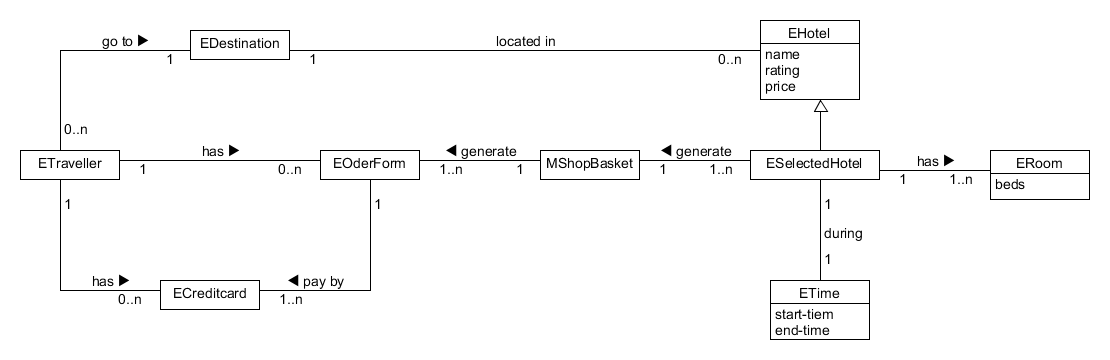 EHotel
name
rating
price
go to ▶
EDestination
located in
1
1
0..n
0..n
ETraveller
has ▶
1
0..n
EOderForm
◀ generate
1..n
1
MShopBasket
◀ generate
1
1..n
ESelectedHotel
has ▶
1
1..n
ERoom
beds
1
1
1
during
1
has ▶
0..n
ECreditcard
◀ pay by
1..n
ETime
start-tiem
end-time